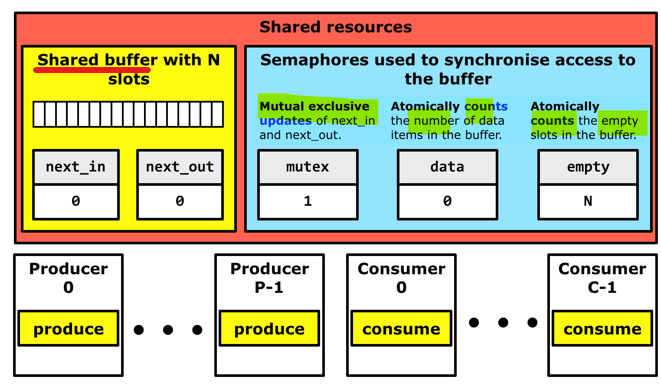 Shared resources
Shared buffer with N
slots
Semaphores used to synchronise access to
the buffer
Mutual exclusive
updates of next_in
and next_out.
Atomically counts
the number of data
items in the buffer.
Atomically
counts the empty
slots in the buffer.
next_in
0
next_out
0
mutex
1
data
0
empty
N
Producer
0
produce
Producer
P-1
produce
Consumer
0
consume
Consumer
C-1
consume